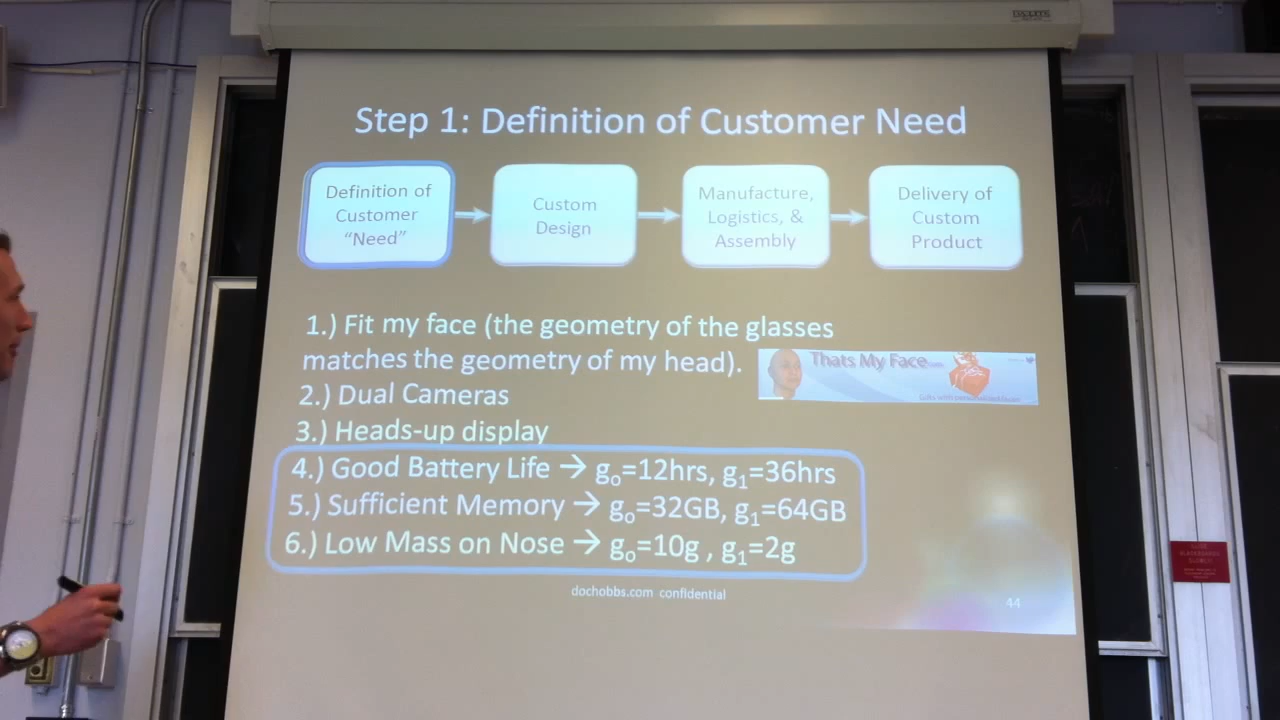 Step 1: Definition of Customer Need
Definition of
Customer
“Need”
Custom
Design
Manufacture,
Logistics, &
Assembly
Delivery of
Custom
Product
1.) Fit my face (the geometry of the glasses
matches the geometry of my head).
Thats My Face
2.) Dual Cameras
3.) Heads-up display
4.) Good Battery Life → go=12hrs, g1=36hrs
5.) Sufficient Memory → go=32GB, g1=64GB
6.) Low Mass on Nose → go=10g , g1=2g
dochobbs.com confidential
44